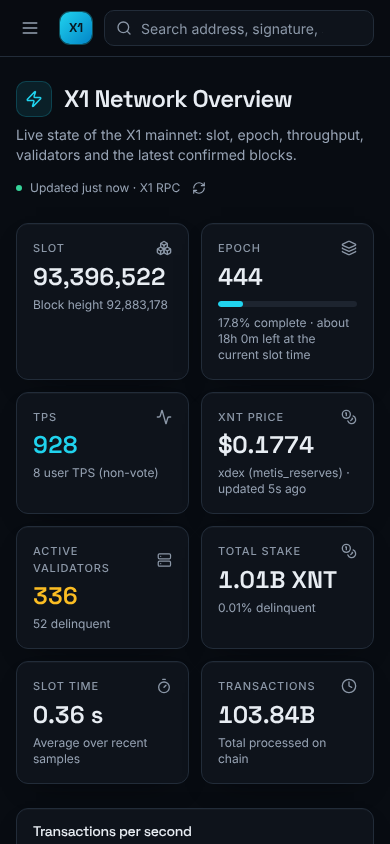 X1
Search address, signature,
X1 Network Overview
Live state of the X1 mainnet: slot, epoch, throughput,
validators and the latest confirmed blocks.
Updated just now · X1 RPC
SLOT
93,396,522
Block height 92,883,178
EPOCH
444
17.8% complete · about
18h 0m left at the
current slot time
TPS
928
8 user TPS (non-vote)
XNT PRICE
$0.1774
xdex (metis_reserves) ·
updated 5s ago
ACTIVE
VALIDATORS
336
52 delinquent
TOTAL STAKE
1.01B XNT
0.01% delinquent
SLOT TIME
0.36 s
Average over recent
samples
TRANSACTIONS
103.84B
Total processed on
chain
Transactions per second